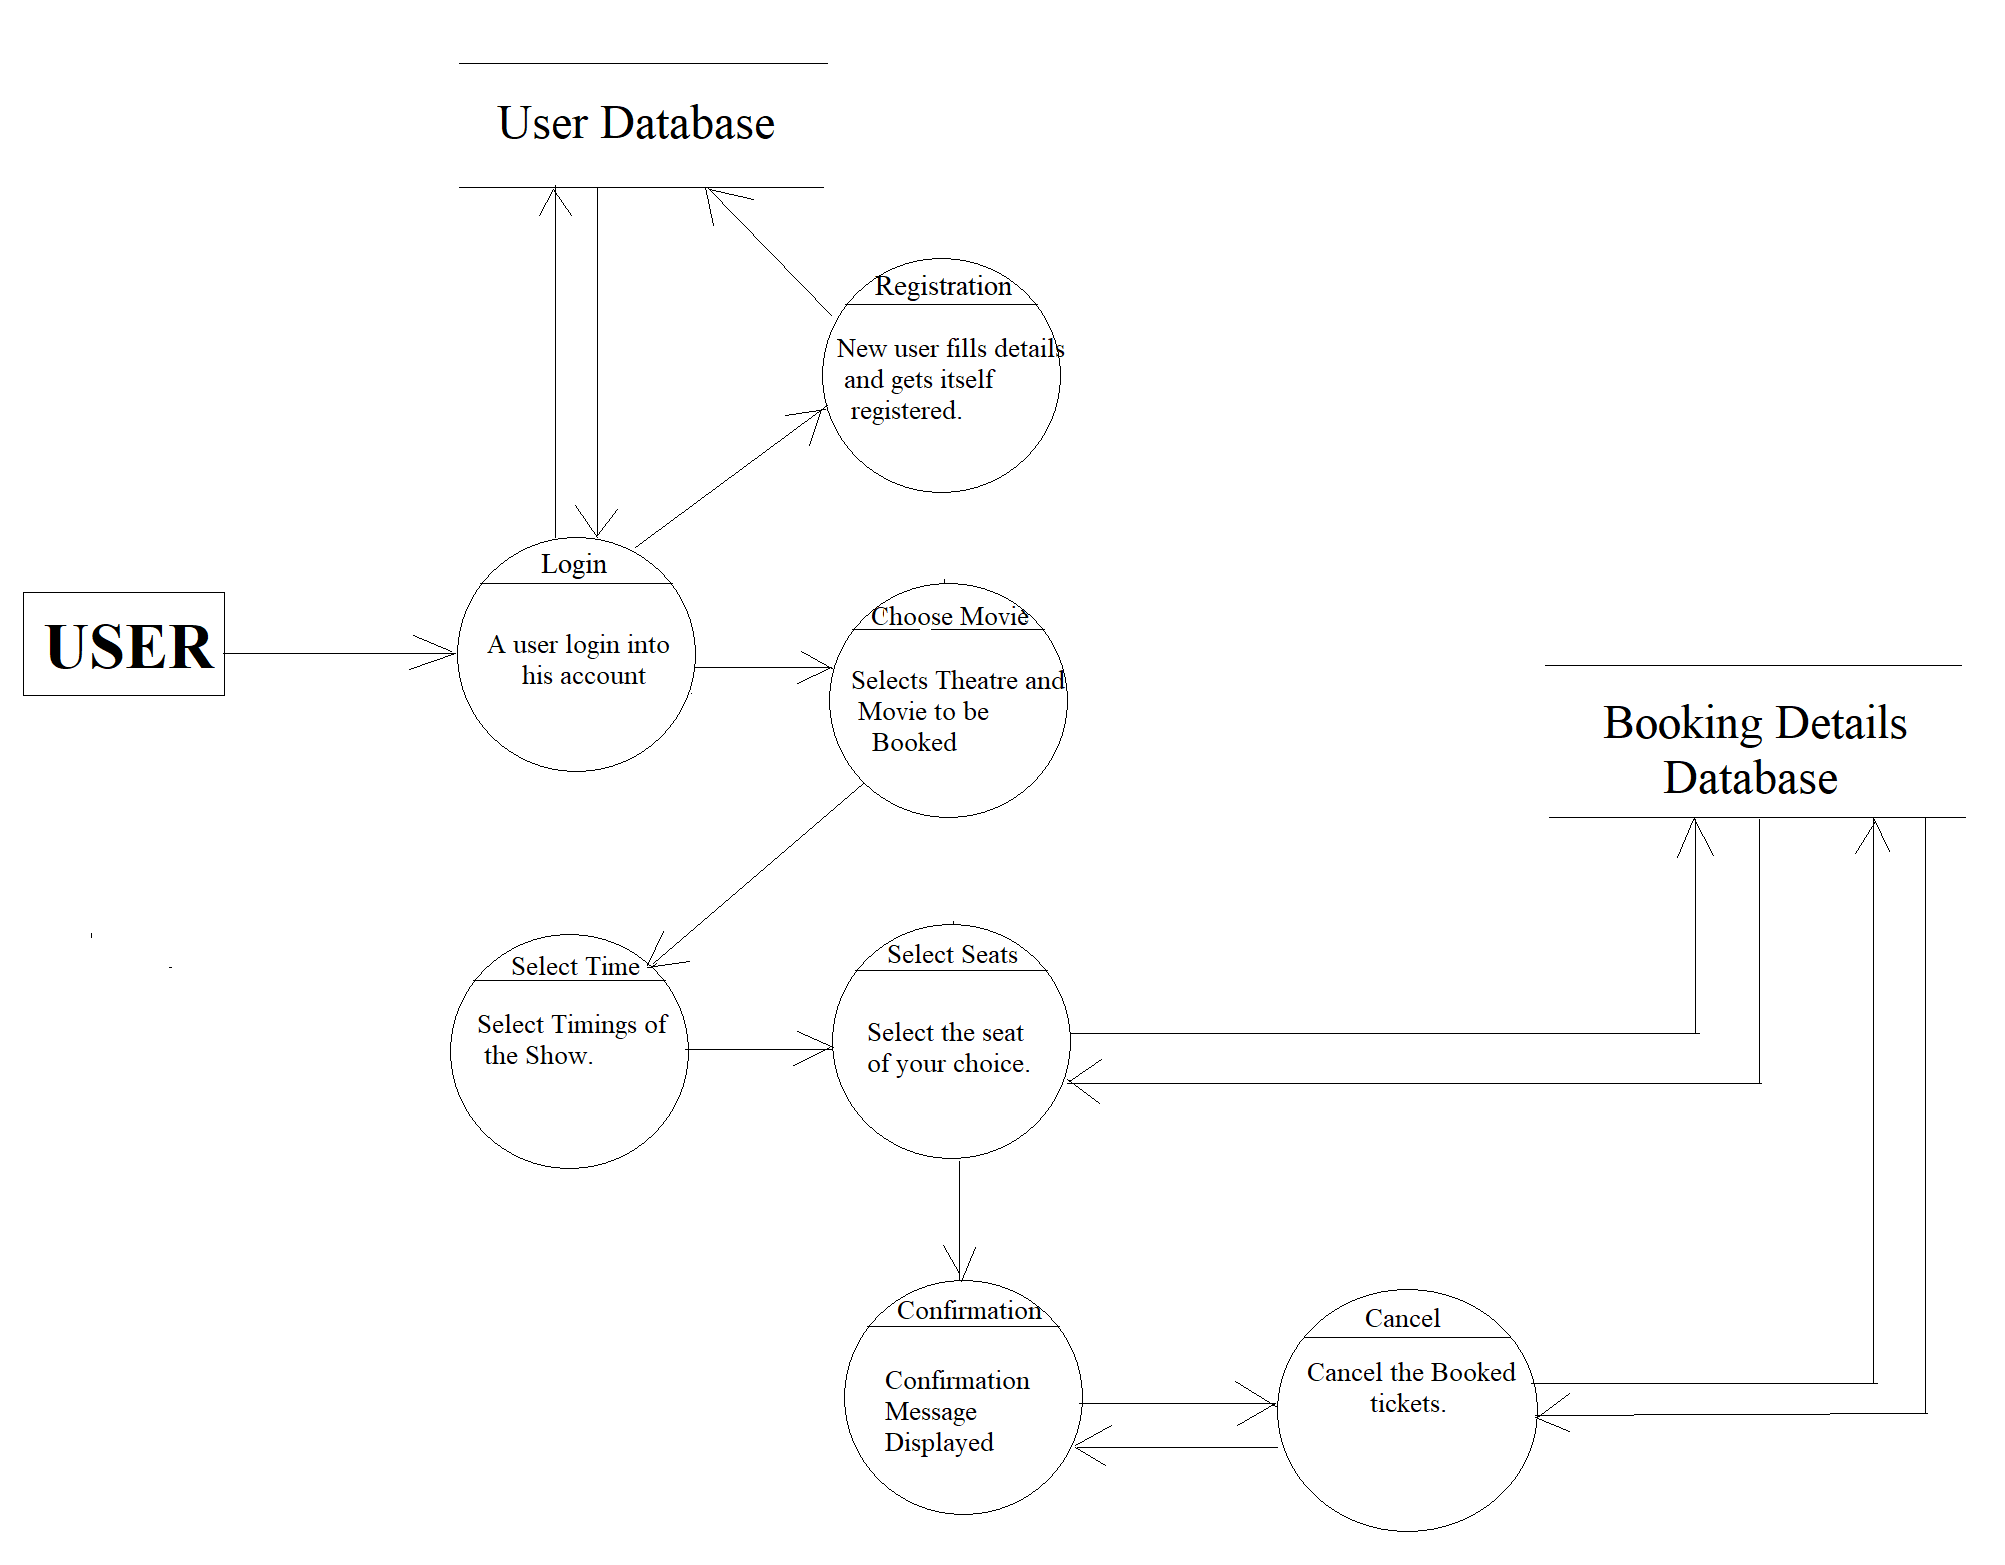 User Database
Registration
New user fills details
and gets itself
registered.
Login
A user login into
his account
USER
Choose Movie
Selects Theatre and
Movie to be
Booked
Booking Details
Database
Select Time
Select Timings of
the Show.
Select Seats
Select the seat
of your choice.
Confirmation
Confirmation
Message
Displayed
Cancel
Cancel the Booked
tickets.